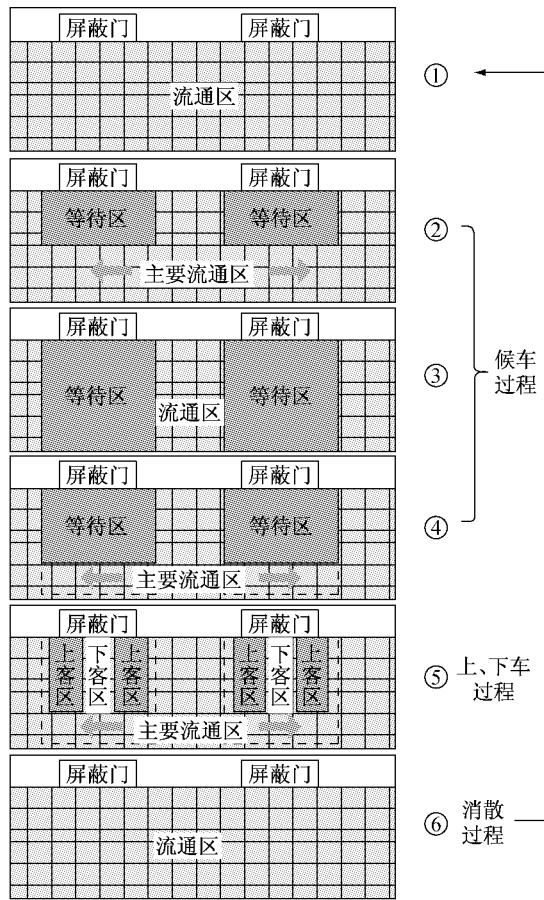 屏蔽门 屏蔽门
流通区
①
屏蔽门 屏蔽门
等待区 等待区
主要流通区
②
屏蔽门 屏蔽门
等待区 等待区
流通区
③
候车
过程
屏蔽门 屏蔽门
等待区 等待区
主要流通区
④
屏蔽门 屏蔽门
上客区 下客区 上客区 上客区 下客区 上客区
主要流通区
⑤ 上、下车
过程
屏蔽门 屏蔽门
流通区
⑥ 消散
过程